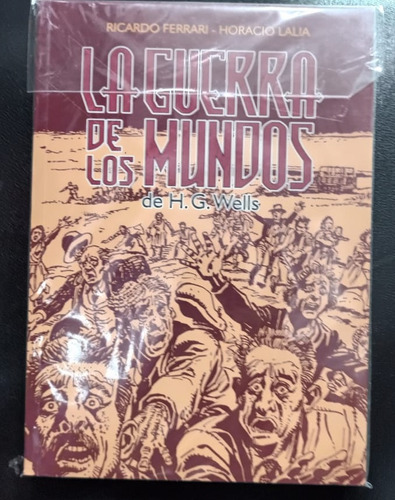 RICARDO FERRARI - HORACIO LALIA
LA GUERRA
DE LOS MUNDOS
de H. G. Wells